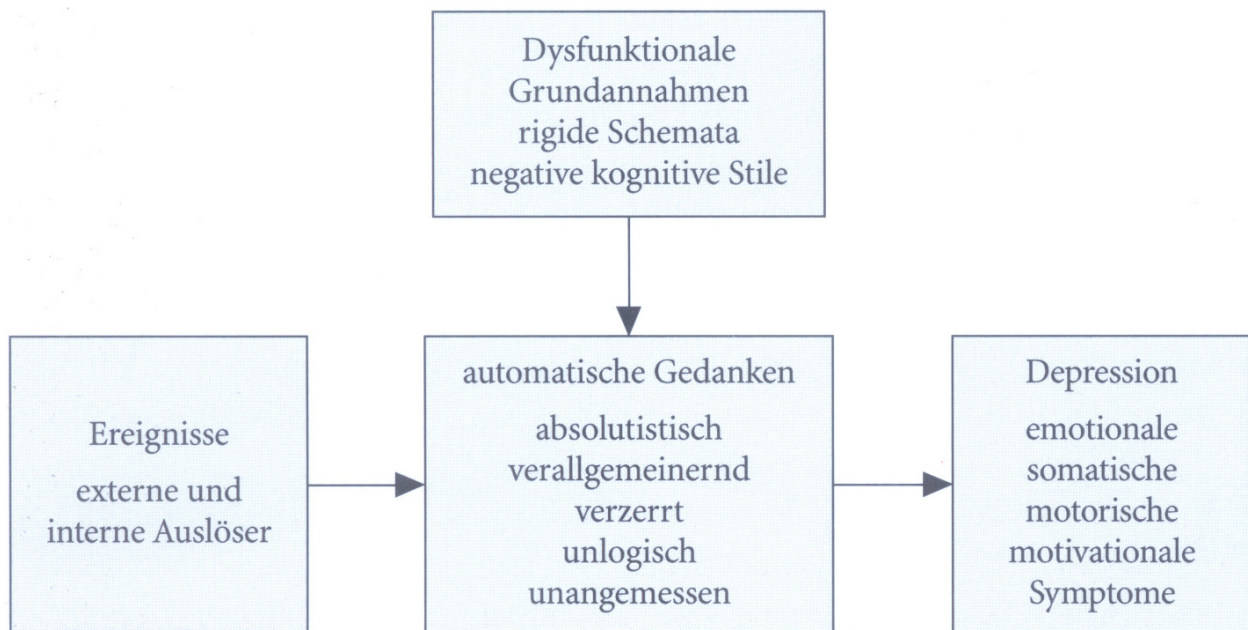 Dysfunktionale
Grundannahmen
rigide Schemata
negative kognitive Stile
Ereignisse
externe und
interne Auslöser
automatische Gedanken
absolutistisch
verallgemeinernd
verzerrt
unlogisch
unangemessen
Depression
emotionale
somatische
motorische
motivationale
Symptome